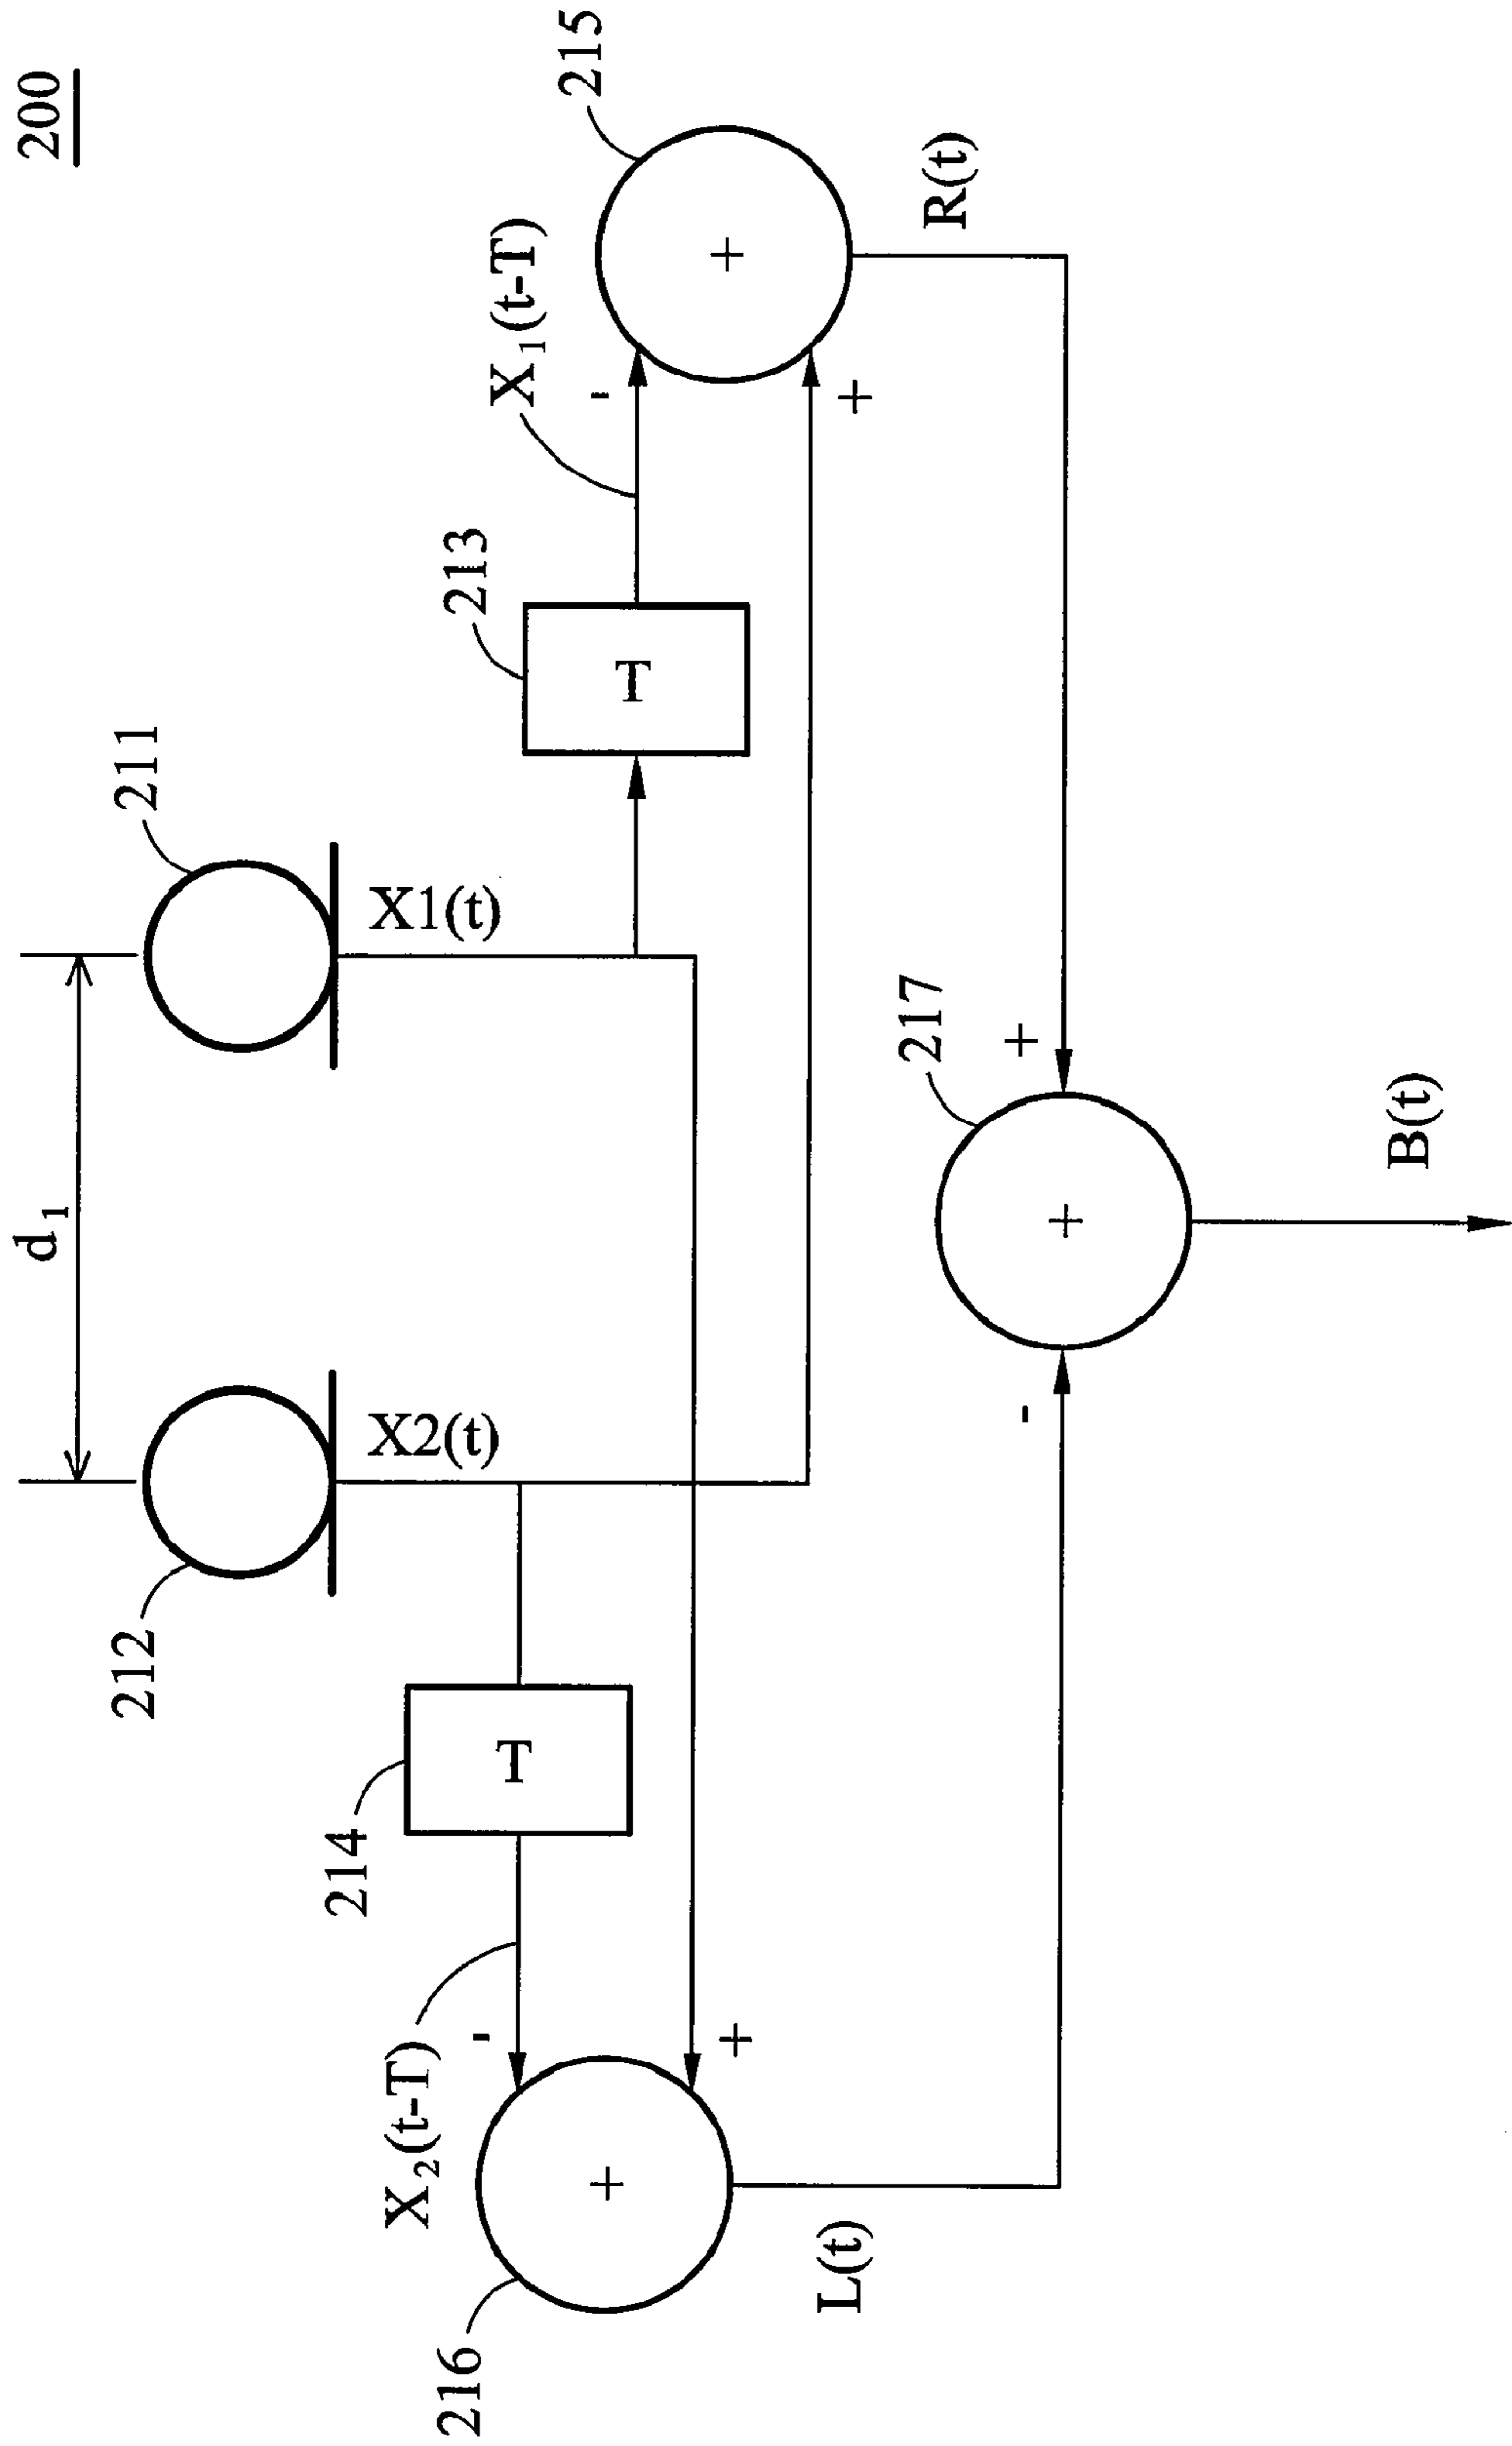 200
d1
212
211
X2(t)
X1(t)
214
T
213
T
X2(t-T)
X1(t-T)
-
+
-
+
216
+
215
+
L(t)
R(t)
217
-
+
+
B(t)